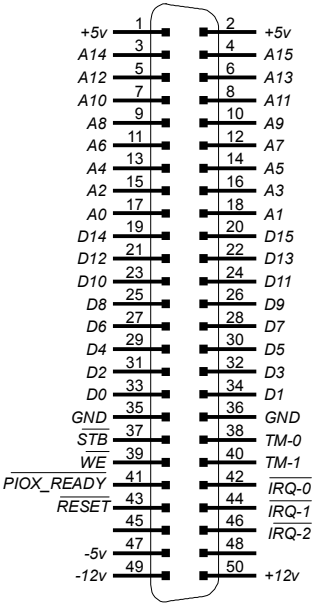 +5v 1 2 +5v
A14 3 4 A15
A12 5 6 A13
A10 7 8 A11
A8 9 10 A9
A6 11 12 A7
A4 13 14 A5
A2 15 16 A3
A0 17 18 A1
D14 19 20 D15
D12 21 22 D13
D10 23 24 D11
D8 25 26 D9
D6 27 28 D7
D4 29 30 D5
D2 31 32 D3
D0 33 34 D1
GND 35 36 GND
STB 37 38 TM-0
WE 39 40 TM-1
PIOX_READY 41 42 IRQ-0
RESET 43 44 IRQ-1
45 46 IRQ-2
-5v 47 48
-12v 49 50 +12v